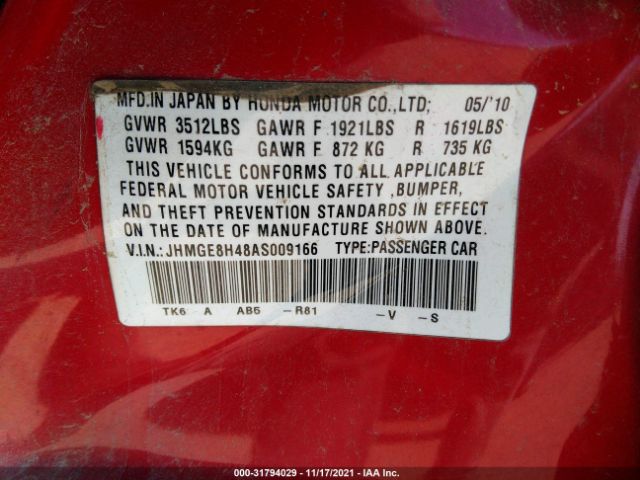 MFD.IN JAPAN BY HONDA MOTOR CO.,LTD; 05/'10
GVWR 3512LBS GAWR F 1921LBS R 1619LBS
GVWR 1594KG GAWR F 872 KG R 735 KG
THIS VEHICLE CONFORMS TO ALL APPLICABLE
FEDERAL MOTOR VEHICLE SAFETY ,BUMPER,
AND THEFT PREVENTION STANDARDS IN EFFECT
ON THE DATE OF MANUFACTURE SHOWN ABOVE.
V.I.N.:JHMGE8H48AS009166 TYPE:PASSENGER CAR
TK6 A AB5 -R81 -V -S
000-31794029 - 11/17/2021 - IAA Inc.